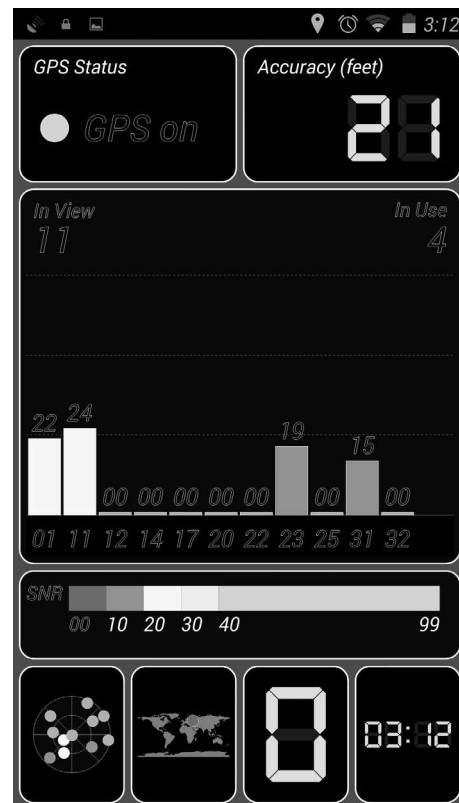 3:12
GPS Status
GPS on
Accuracy (feet)
21
In View
11
In Use
4
22 24 00 00 00 00 00 19 00 15 00
01 11 12 14 17 20 22 23 25 31 32
SNR
00 10 20 30 40 99
0
03:12